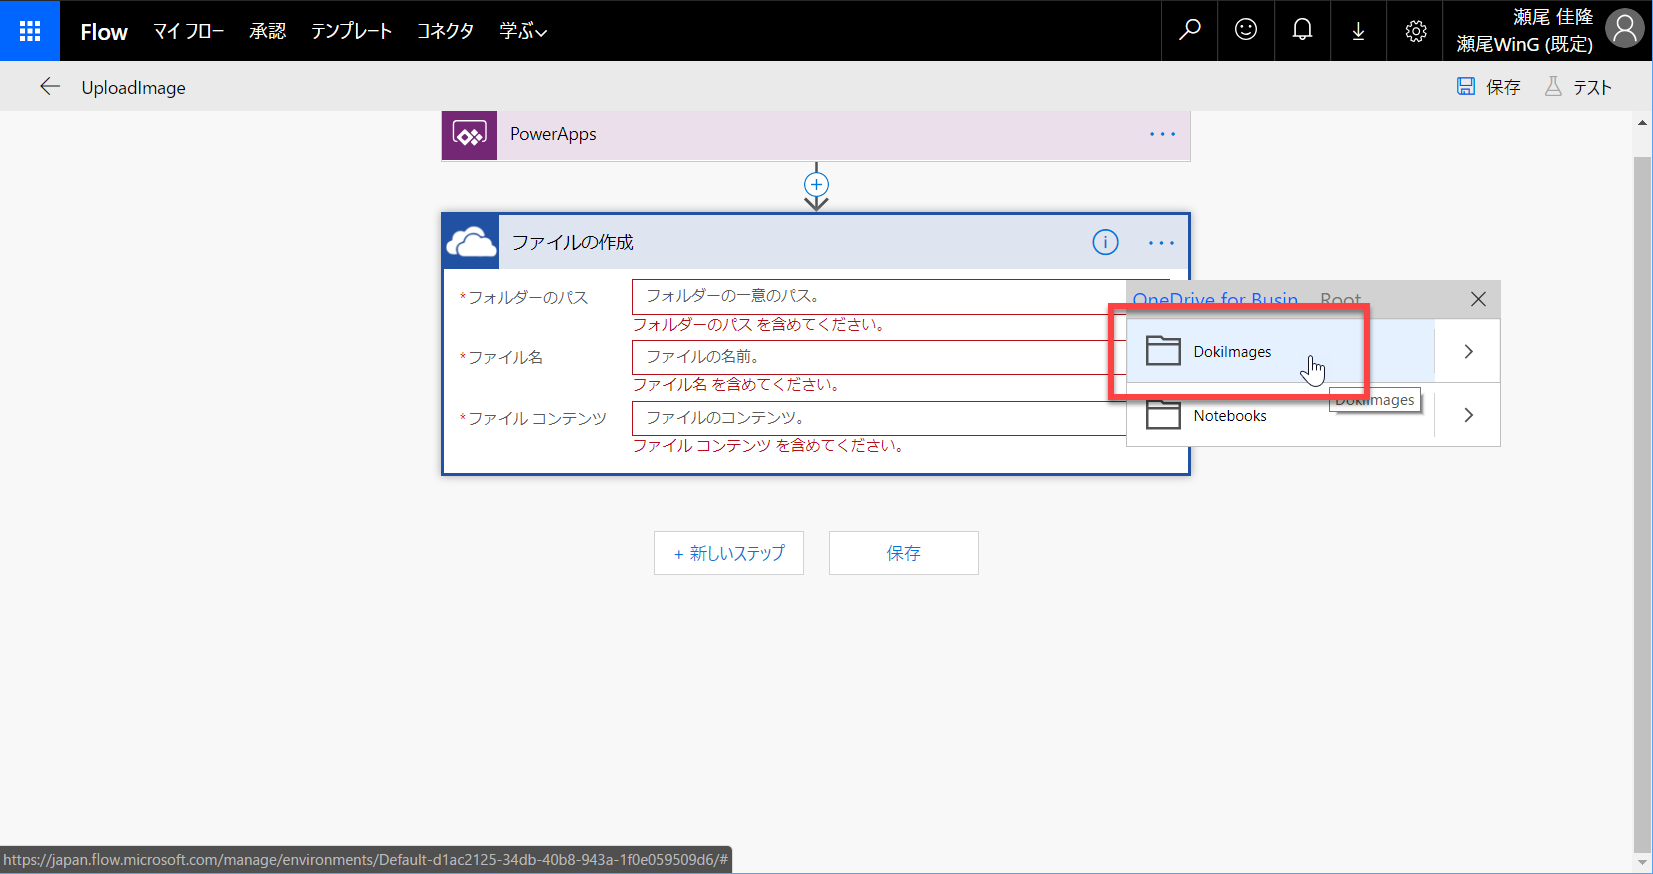 Flow マイ フロー 承認 テンプレート コネクタ 学ぶ
瀬尾 佳隆
瀬尾WinG (既定)
UploadImage
保存 テスト
PowerApps
ファイルの作成
*フォルダーのパス フォルダーの一意のパス。
フォルダーのパス を含めてください。
*ファイル名 ファイルの名前。
ファイル名 を含めてください。
*ファイル コンテンツ ファイルのコンテンツ。
ファイル コンテンツ を含めてください。
OneDrive for Busin Root
DokiImages
DokiImages
Notebooks
+ 新しいステップ 保存
https://japan.flow.microsoft.com/manage/environments/Default-d1ac2125-34db-40b8-943a-1f0e059509d6/#